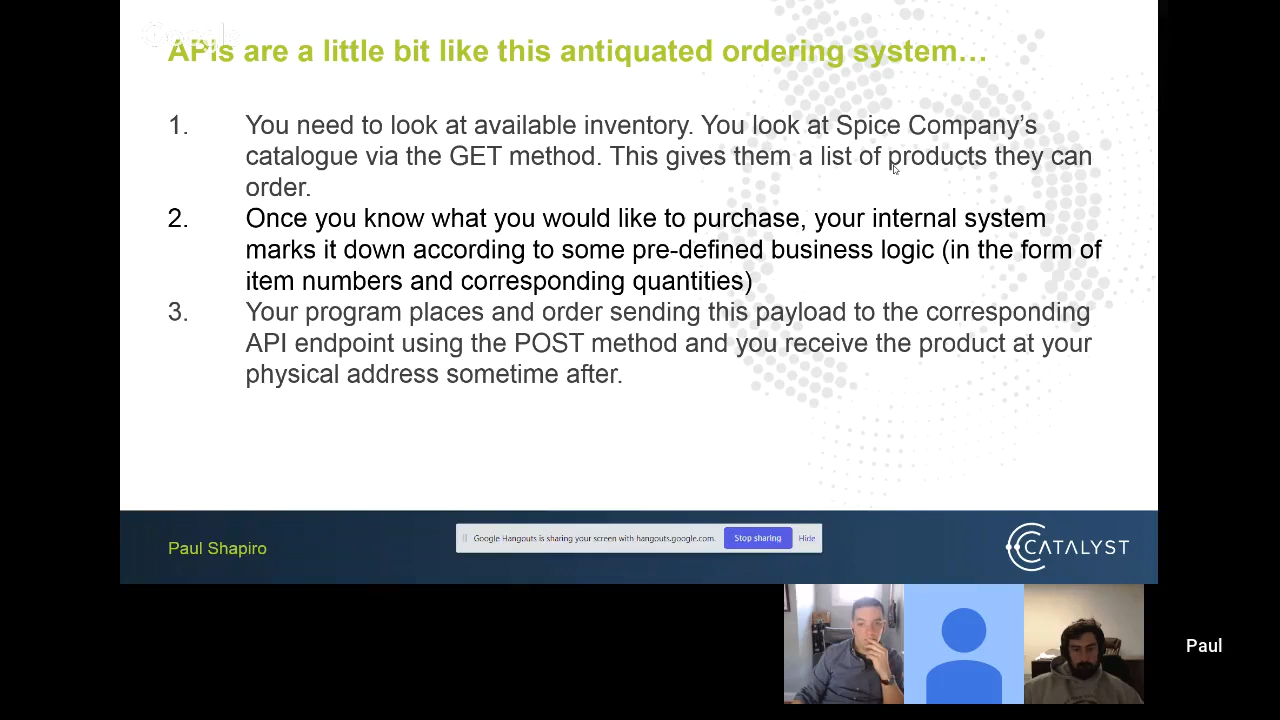 Google
APIs are a little bit like this antiquated ordering system…
1. You need to look at available inventory. You look at Spice Company’s
catalogue via the GET method. This gives them a list of products they can
order.
2. Once you know what you would like to purchase, your internal system
marks it down according to some pre-defined business logic (in the form of
item numbers and corresponding quantities)
3. Your program places and order sending this payload to the corresponding
API endpoint using the POST method and you receive the product at your
physical address sometime after.
Paul Shapiro
Google Hangouts is sharing your screen with hangouts.google.com.
Stop sharing
Hide
CATALYST
Paul